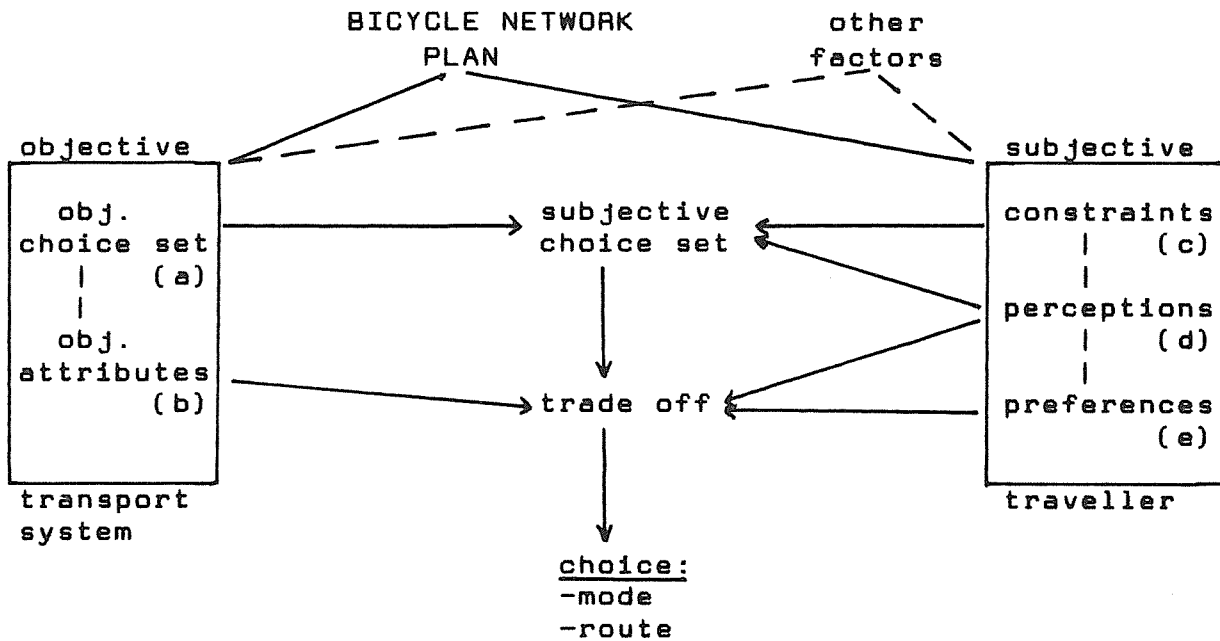 BICYCLE NETWORK
PLAN
other
factors
objective
obj.
choice set
(a)
obj.
attributes
(b)
transport
system
subjective
choice set
trade off
choice:
-mode
-route
subjective
constraints
(c)
perceptions
(d)
preferences
(e)
traveller